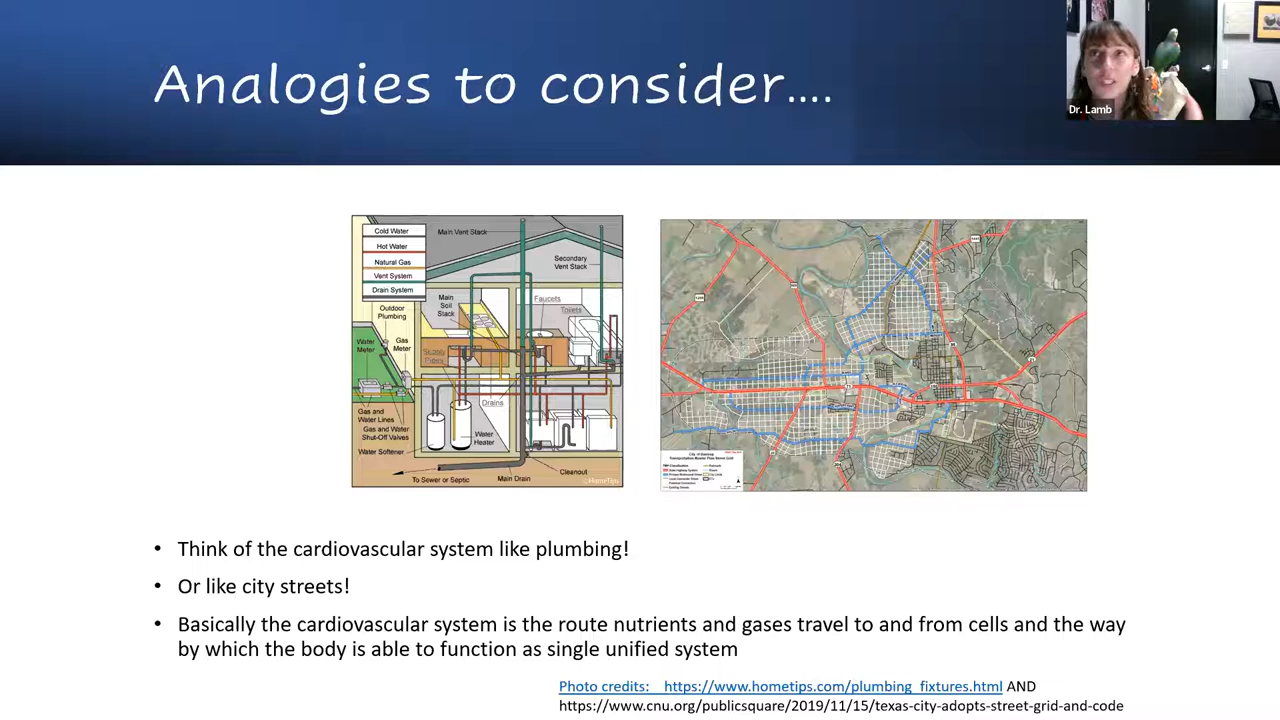 Analogies to consider....
Dr. Lamb
Cold Water
Hot Water
Natural Gas
Vent System
Drain System
Main Vent Stack
Secondary
Vent Stack
Outdoor
Plumbing
Main
Soil
Stack
Faucets
Toilets
Water
Meter
Gas
Meter
Supply
Pipes
Drains
Gas and
Water Lines
Gas and Water
Shut-Off Valves
Water
Heater
Water Softener
Cleanout
To Sewer or Septic
Main Drain
© HomeTips
• Think of the cardiovascular system like plumbing!
• Or like city streets!
• Basically the cardiovascular system is the route nutrients and gases travel to and from cells and the way
by which the body is able to function as single unified system
Photo credits: https://www.hometips.com/plumbing_fixtures.html AND
https://www.cnu.org/publicsquare/2019/11/15/texas-city-adopts-street-grid-and-code